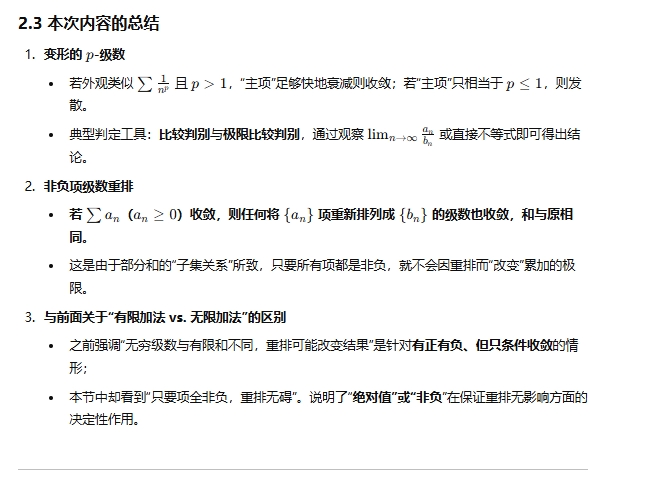 2.3 本次内容的总结
1. 变形的 p-级数
• 若外观类似 ∑ 1/n^p 且 p > 1，“主项”足够快地衰减则收敛；若“主项”只相当于 p ≤ 1，则发
散。
• 典型判定工具：比较判别与极限比较判别，通过观察 lim_{n→∞} a_n/b_n 或直接不等式即可得出结
论。
2. 非负项级数重排
• 若 ∑ a_n（a_n ≥ 0）收敛，则任何将 {a_n} 项重新排列成 {b_n} 的级数也收敛，和与原相
同。
• 这是由于部分和的“子集关系”所致，只要所有项都是非负，就不会因重排而“改变”累加的极
限。
3. 与前面关于“有限加法 vs. 无限加法”的区别
• 之前强调“无穷级数与有限和不同，重排可能改变结果”是针对有正有负、但只条件收敛的情
形；
• 本节中却看到“只要项全非负，重排无碍”。说明了“绝对值”或“非负”在保证重排无影响方面的
决定性作用。